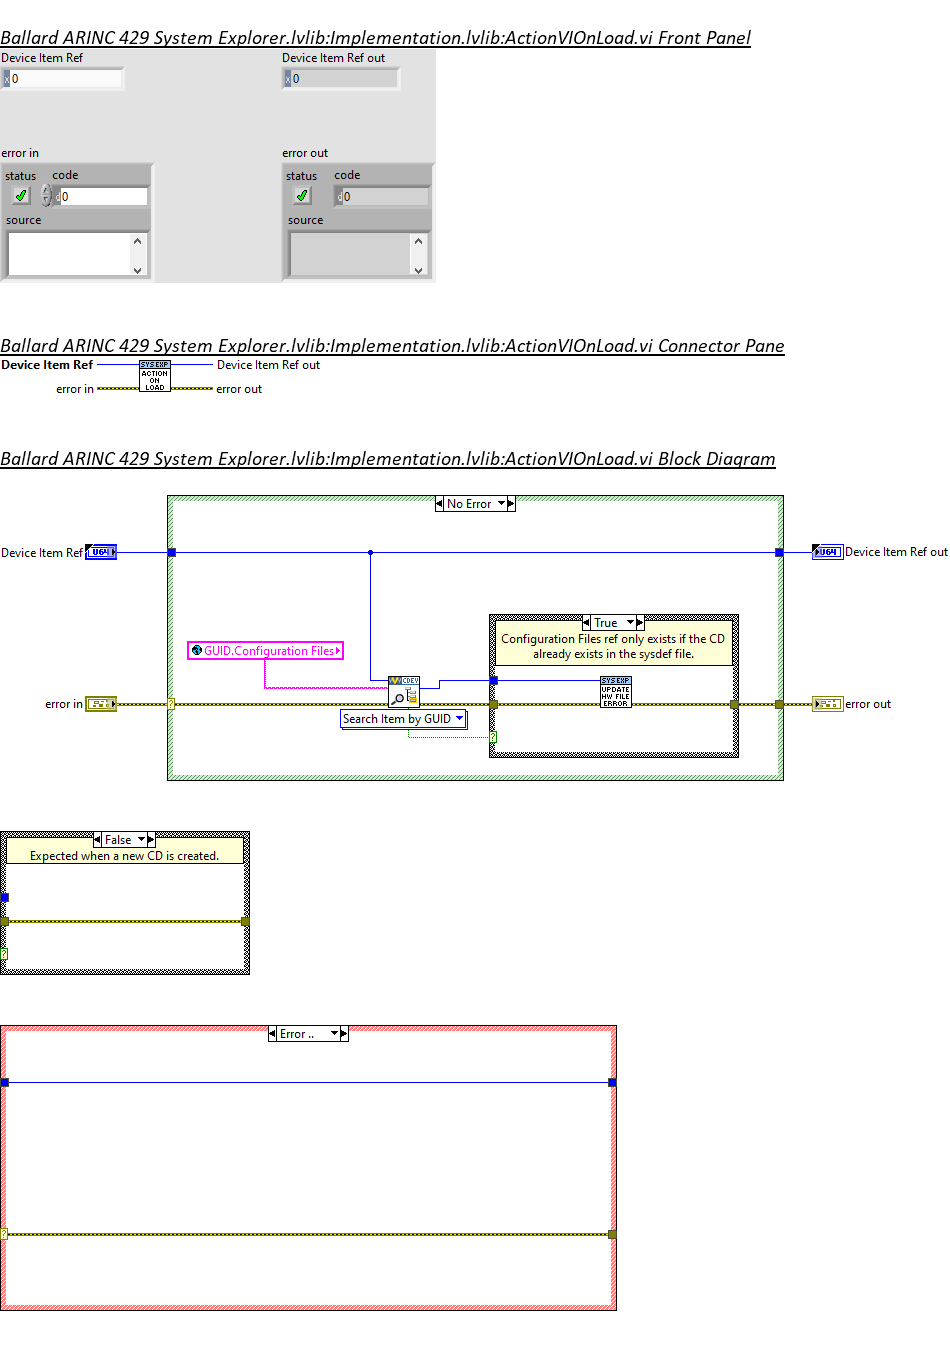 Ballard ARINC 429 System Explorer.lvlib:Implementation.lvlib:ActionVIOnLoad.vi Front Panel
Device Item Ref
Device Item Ref out
x 0
x 0
error in
error out
status code
status code
d 0
d 0
source
source
Ballard ARINC 429 System Explorer.lvlib:Implementation.lvlib:ActionVIOnLoad.vi Connector Pane
Device Item Ref
SYS EXP
Device Item Ref out
ACTION
ON
LOAD
error in
error out
Ballard ARINC 429 System Explorer.lvlib:Implementation.lvlib:ActionVIOnLoad.vi Block Diagram
No Error
Device Item Ref
U64
U64
Device Item Ref out
True
Configuration Files ref only exists if the CD
already exists in the sysdef file.
GUID.Configuration Files
CDEV
SYS EXP
UPDATE
HW FILE
ERROR
error in
?
error out
Search Item by GUID
?
False
Expected when a new CD is created.
?
Error ..
?